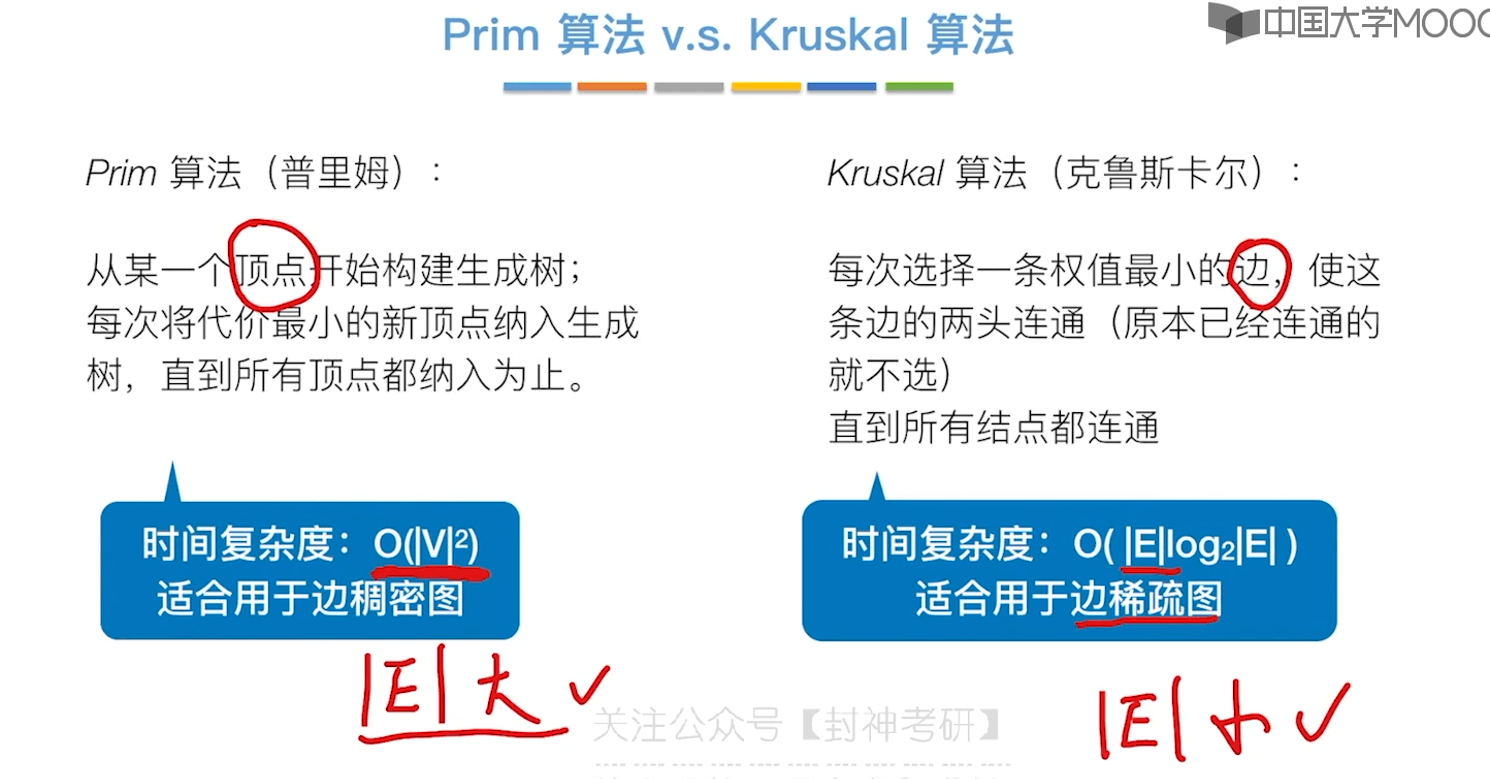 Prim 算法 v.s. Kruskal 算法
中国大学MOOC
Prim 算法（普里姆）：
从某一个顶点开始构建生成树；
每次将代价最小的新顶点纳入生成
树，直到所有顶点都纳入为止。
时间复杂度：O(|V|²)
适合用于边稠密图
|E|大✓
Kruskal 算法（克鲁斯卡尔）：
每次选择一条权值最小的边，使这
条边的两头连通（原本已经连通的
就不选）
直到所有结点都连通
时间复杂度：O( |E|log₂|E| )
适合用于边稀疏图
|E|小✓
关注公众号【封神考研】